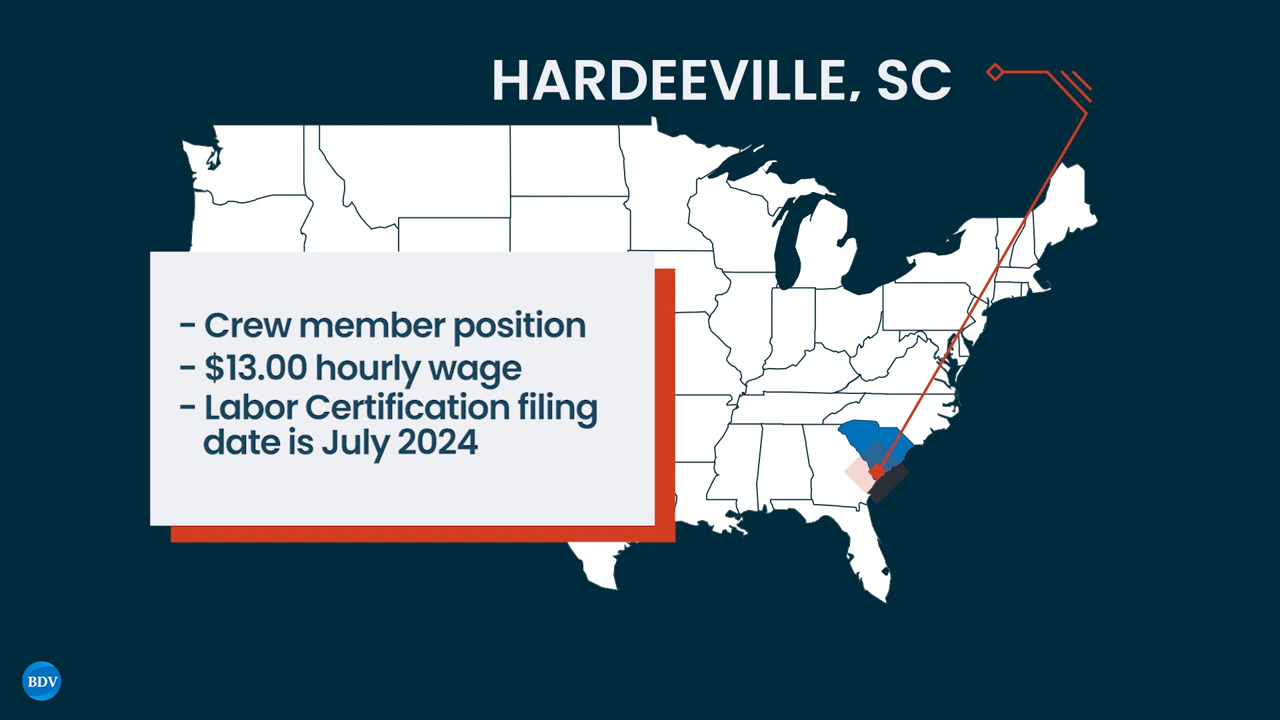 HARDEEVILLE, SC
- Crew member position
- $13.00 hourly wage
- Labor Certification filing
date is July 2024
BDV